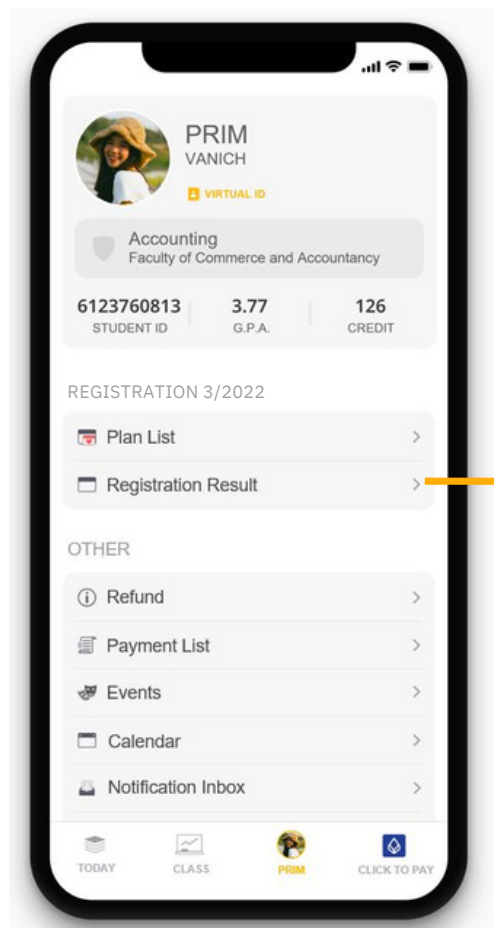 PRIM
VANICH
VIRTUAL ID
Accounting
Faculty of Commerce and Accountancy
6123760813 3.77 126
STUDENT ID G.P.A. CREDIT
REGISTRATION 3/2022
Plan List
Registration Result
OTHER
Refund
Payment List
Events
Calendar
Notification Inbox
TODAY CLASS PRIM CLICK TO PAY